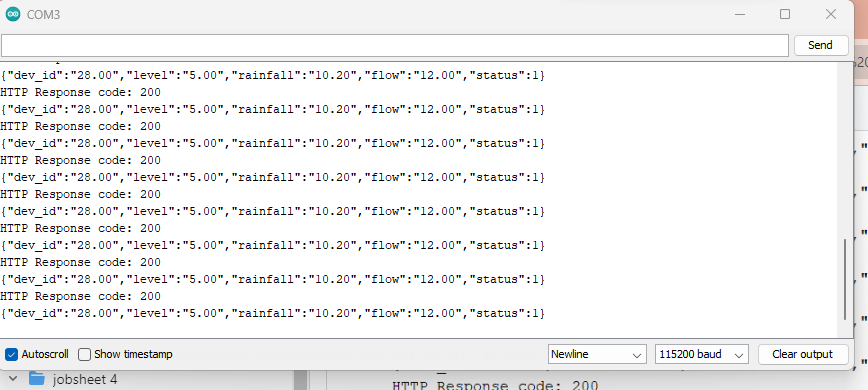 COM3
Send
{"dev_id":"28.00","level":"5.00","rainfall":"10.20","flow":"12.00","status":1}
HTTP Response code: 200
{"dev_id":"28.00","level":"5.00","rainfall":"10.20","flow":"12.00","status":1}
HTTP Response code: 200
{"dev_id":"28.00","level":"5.00","rainfall":"10.20","flow":"12.00","status":1}
HTTP Response code: 200
{"dev_id":"28.00","level":"5.00","rainfall":"10.20","flow":"12.00","status":1}
HTTP Response code: 200
{"dev_id":"28.00","level":"5.00","rainfall":"10.20","flow":"12.00","status":1}
HTTP Response code: 200
{"dev_id":"28.00","level":"5.00","rainfall":"10.20","flow":"12.00","status":1}
HTTP Response code: 200
{"dev_id":"28.00","level":"5.00","rainfall":"10.20","flow":"12.00","status":1}
HTTP Response code: 200
{"dev_id":"28.00","level":"5.00","rainfall":"10.20","flow":"12.00","status":1}
Autoscroll Show timestamp Newline 115200 baud Clear output
jobsheet 4
HTTP Response code: 200